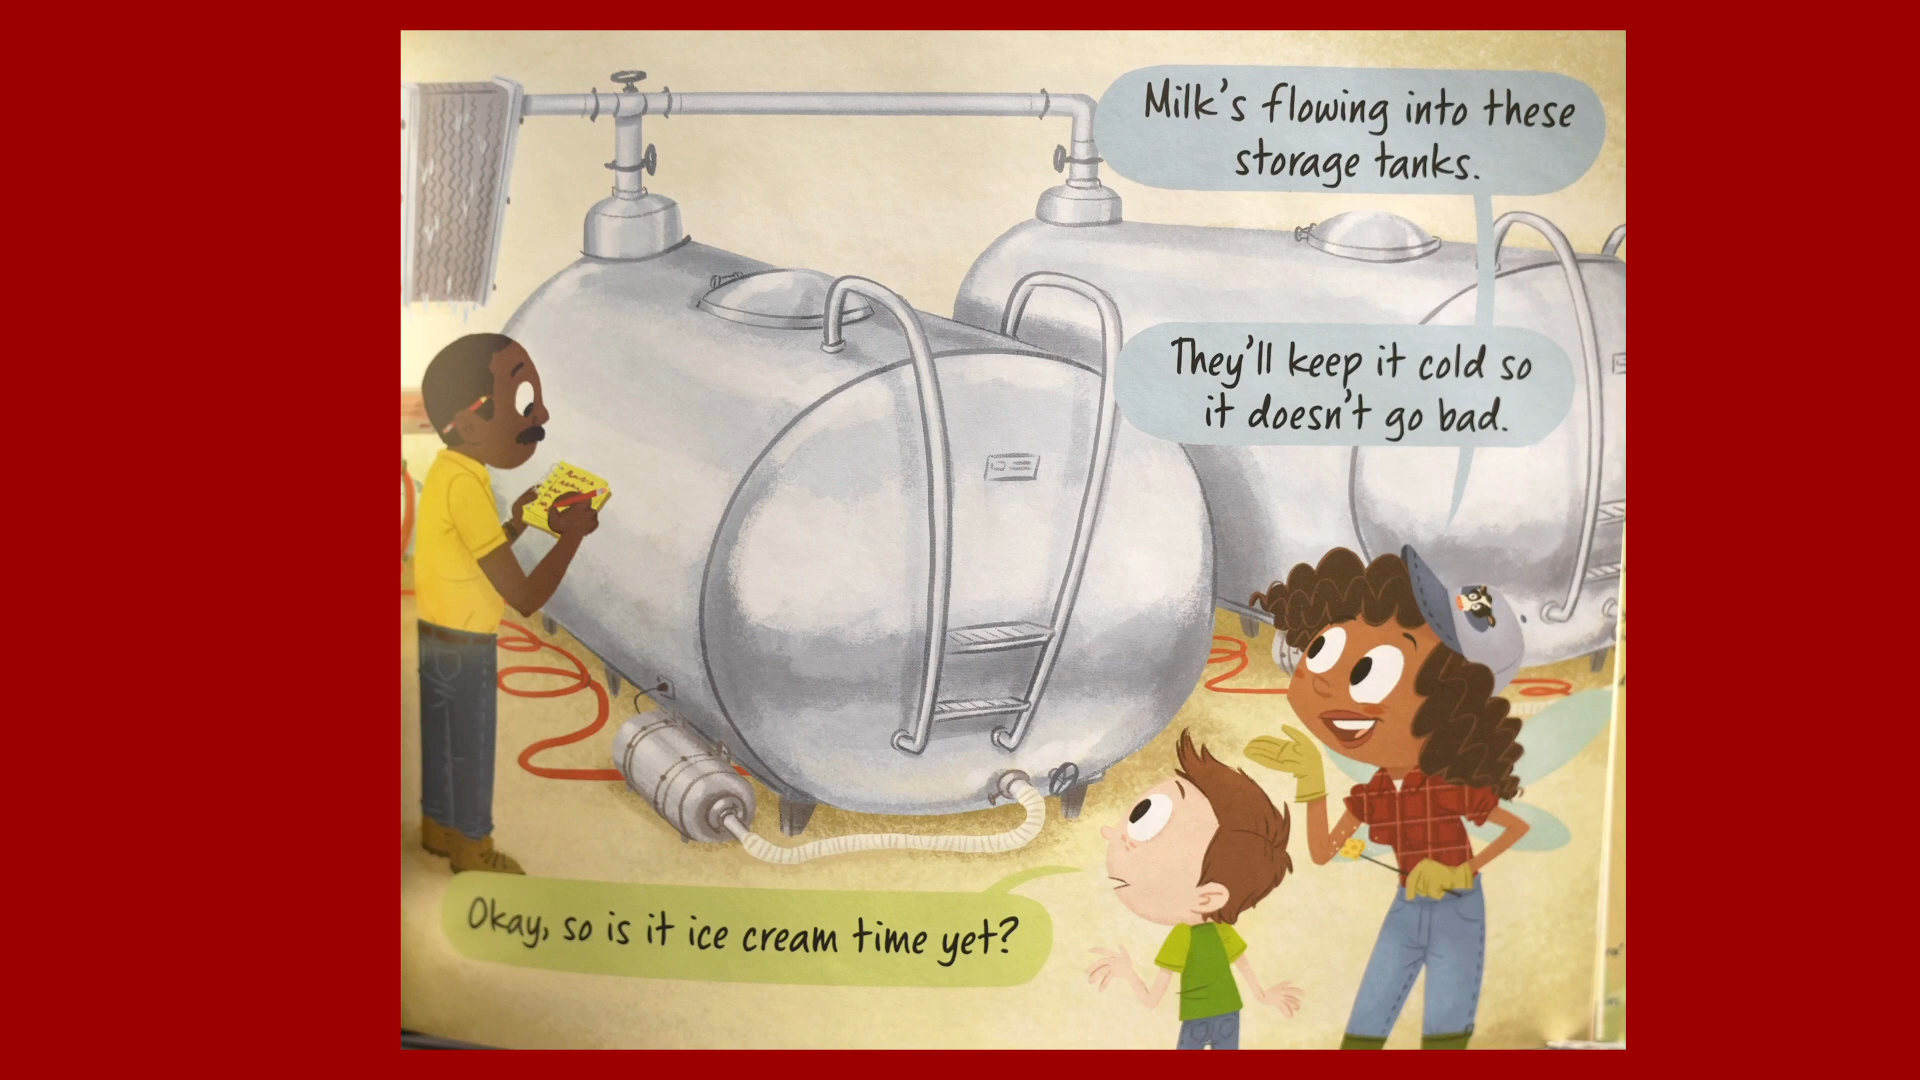 Milk's flowing into these
storage tanks.
They'll keep it cold so
it doesn't go bad.
Okay, so is it ice cream time yet?